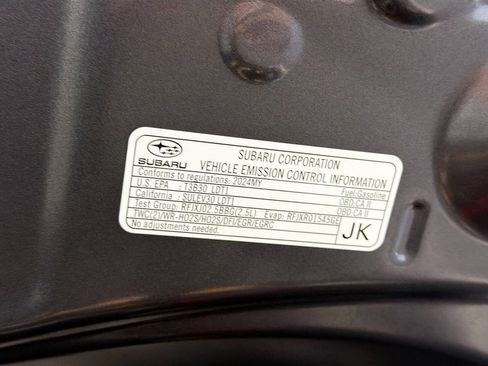 SUBARU
SUBARU CORPORATION
VEHICLE EMISSION CONTROL INFORMATION
Conforms to regulations: 2024MY
Fuel:Gasoline
U.S. EPA : T3B30 LDT1 OBD:CA II
California : SULEV30 LDT1 OBD:CA II
Test Group: RFJXJ02.5BBG(2.5L) Evap: RFJXR0154SGE
TWC(2)/WR-HO2S/HO2S/DFI/EGR/EGRC
No adjustments needed.
JK